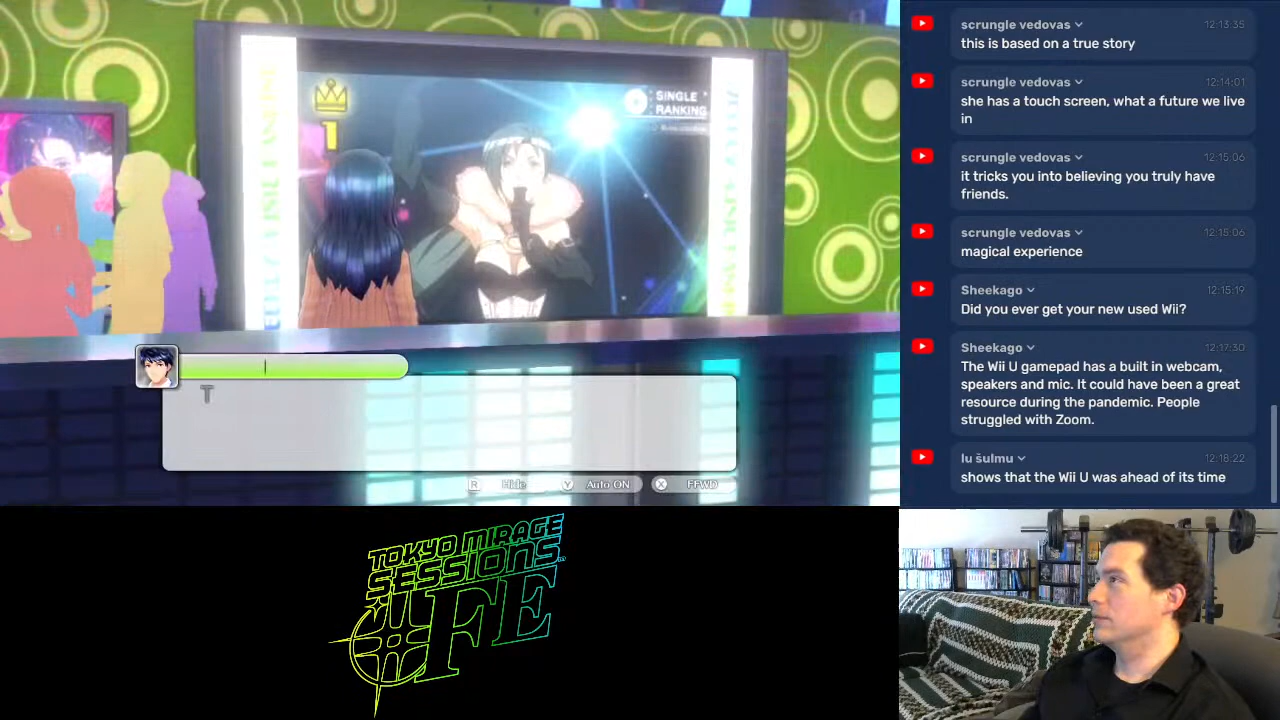 SINGLE
RANKING
1
T
R Hide
Y Auto ON
X FFWD
scrungle vedovas 12:13:35
this is based on a true story
scrungle vedovas 12:14:01
she has a touch screen, what a future we live
in
scrungle vedovas 12:15:06
it tricks you into believing you truly have
friends.
scrungle vedovas 12:15:06
magical experience
Sheekago 12:15:19
Did you ever get your new used Wii?
Sheekago 12:17:30
The Wii U gamepad has a built in webcam,
speakers and mic. It could have been a great
resource during the pandemic. People
struggled with Zoom.
lu šulmu 12:18:22
shows that the Wii U was ahead of its time
TOKYO MIRAGE
SESSIONS
#FE